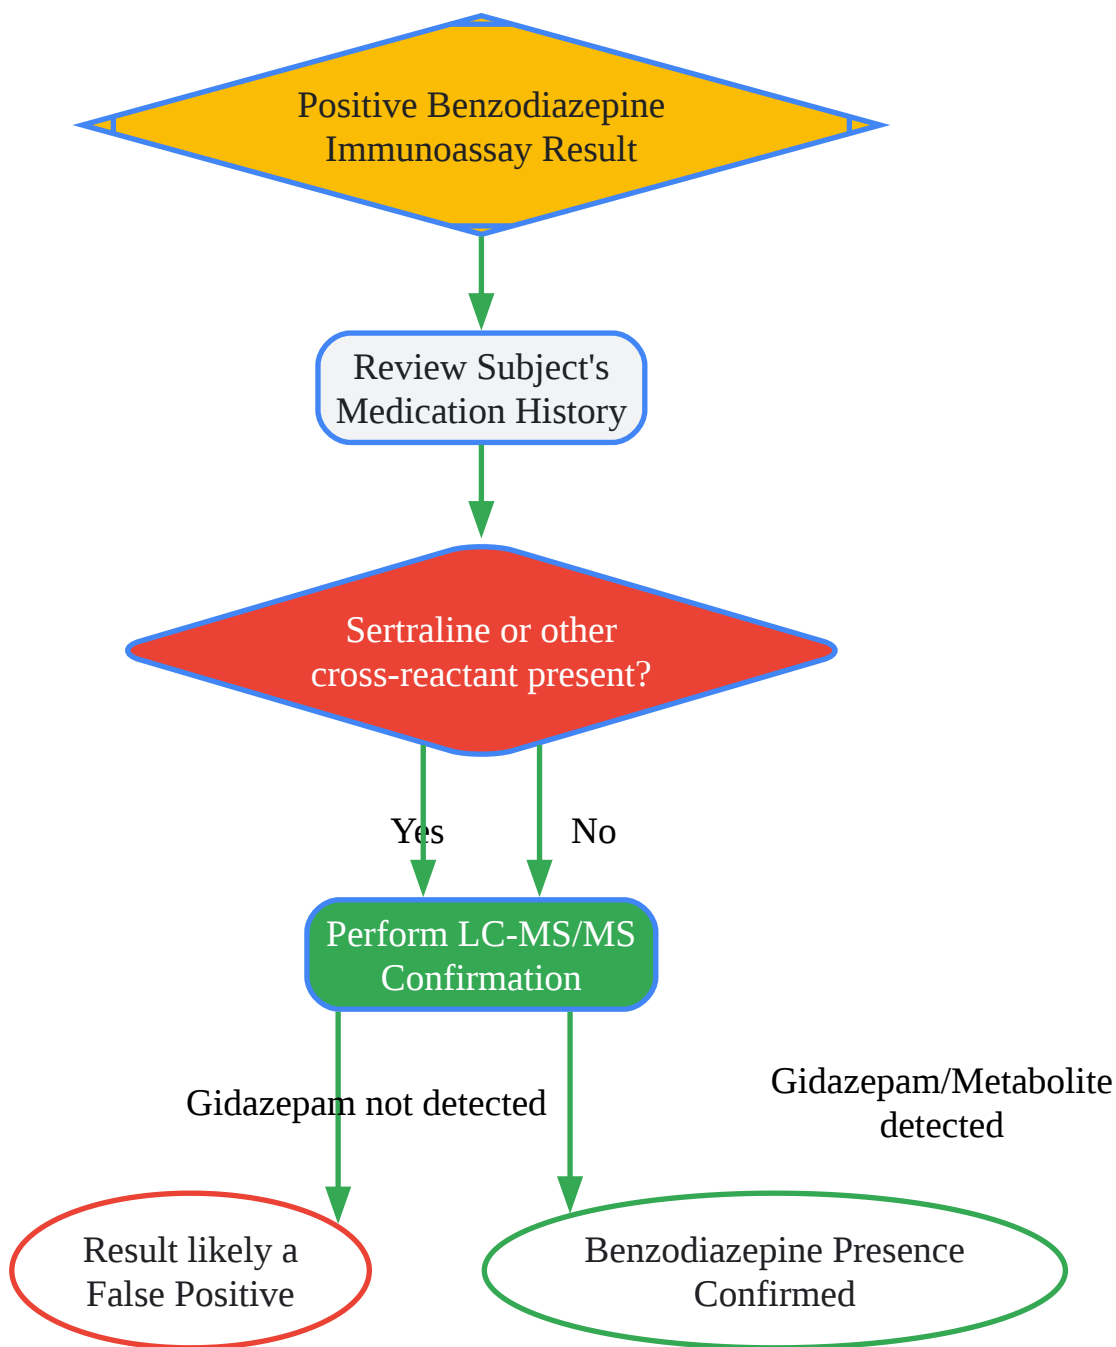 Positive Benzodiazepine
Immunoassay Result
Review Subject's
Medication History
Sertraline or other
cross-reactant present?
Yes
No
Perform LC-MS/MS
Confirmation
Gidazepam not detected
Gidazepam/Metabolite
detected
Result likely a
False Positive
Benzodiazepine Presence
Confirmed